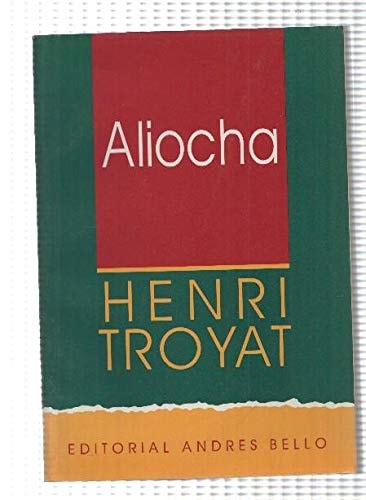 Aliocha
HENRI
TROYAT
EDITORIAL ANDRES BELLO